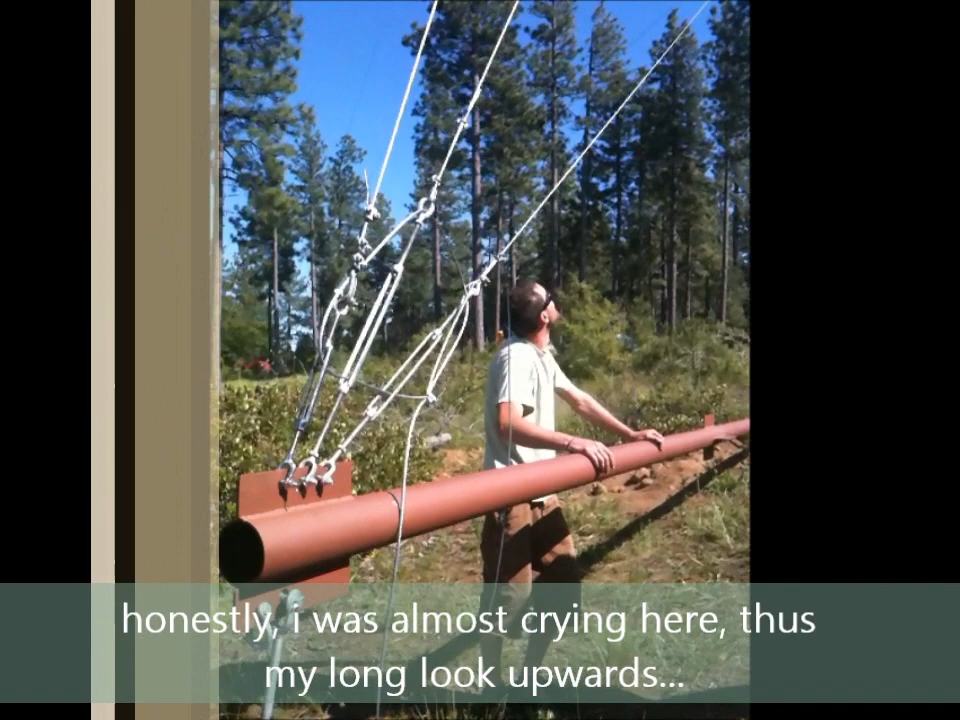 honestly, i was almost crying here, thus
my long look upwards...